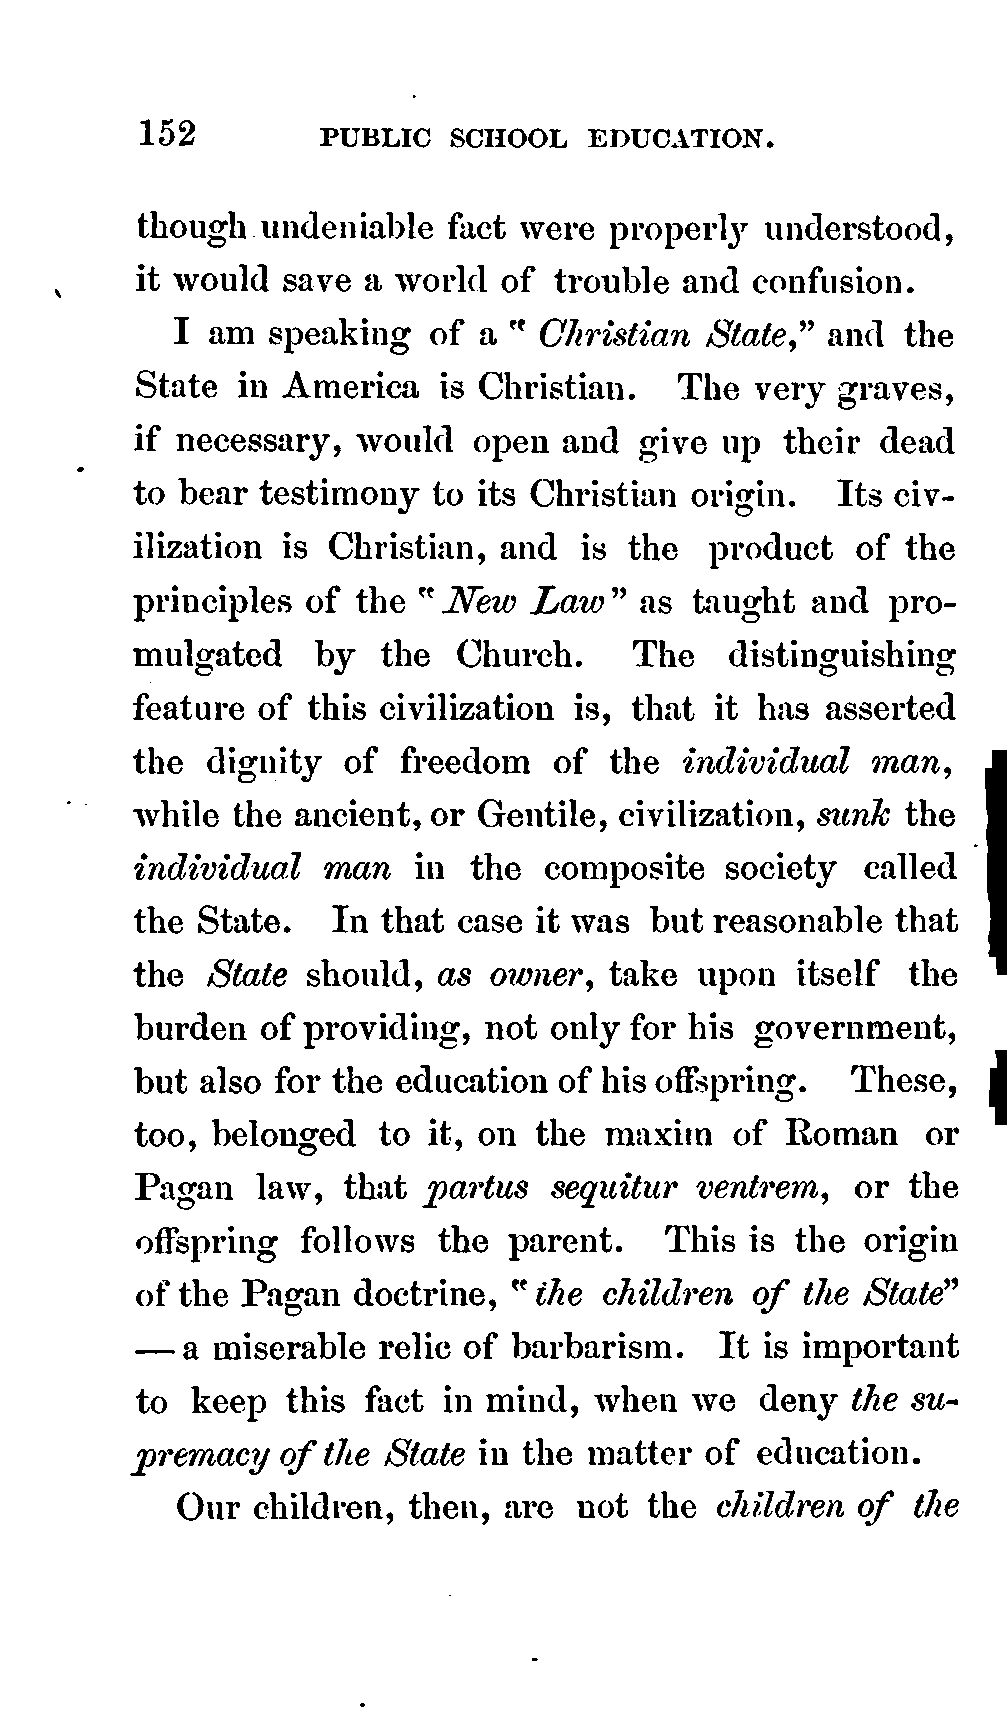 152 PUBLIC SCHOOL EDUCATION.
though undeniable fact were properly understood,
it would save a world of trouble and confusion.
I am speaking of a "Christian State," and the
State in America is Christian. The very graves,
if necessary, would open and give up their dead
to bear testimony to its Christian origin. Its civ-
ilization is Christian, and is the product of the
principles of the "New Law" as taught and pro-
mulgated by the Church. The distinguishing
feature of this civilization is, that it has asserted
the dignity of freedom of the individual man,
while the ancient, or Gentile, civilization, sunk the
individual man in the composite society called
the State. In that case it was but reasonable that
the State should, as owner, take upon itself the
burden of providing, not only for his government,
but also for the education of his offspring. These,
too, belonged to it, on the maxim of Roman or
Pagan law, that partus sequitur ventrem, or the
offspring follows the parent. This is the origin
of the Pagan doctrine, "the children of the State"
— a miserable relic of barbarism. It is important
to keep this fact in mind, when we deny the su-
premacy of the State in the matter of education.
Our children, then, are not the children of the